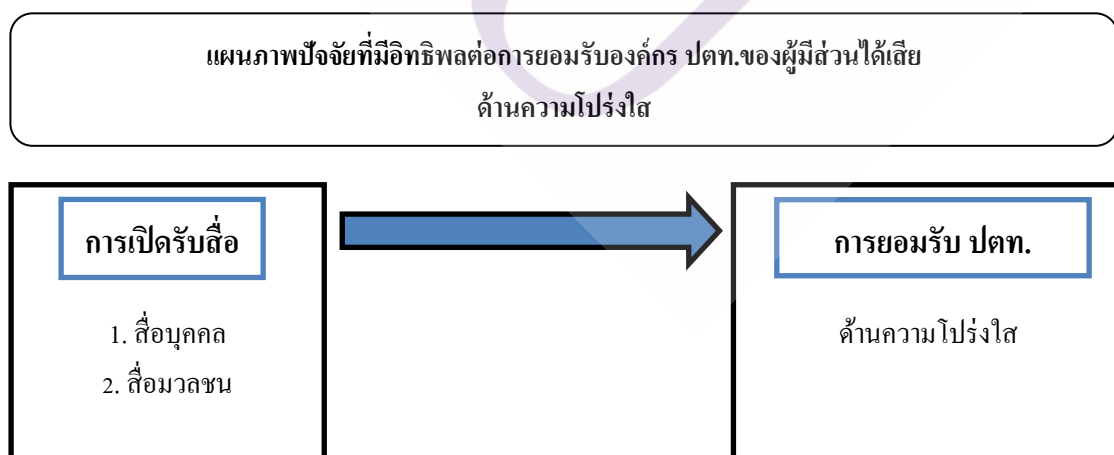 แผนภาพปัจจัยที่มีอิทธิพลต่อการยอมรับองค์กร ปตท.ของผู้มีส่วนได้เสีย
ด้านความโปร่งใส
การเปิดรับสื่อ
1. สื่อบุคคล
2. สื่อมวลชน
การยอมรับ ปตท.
ด้านความโปร่งใส